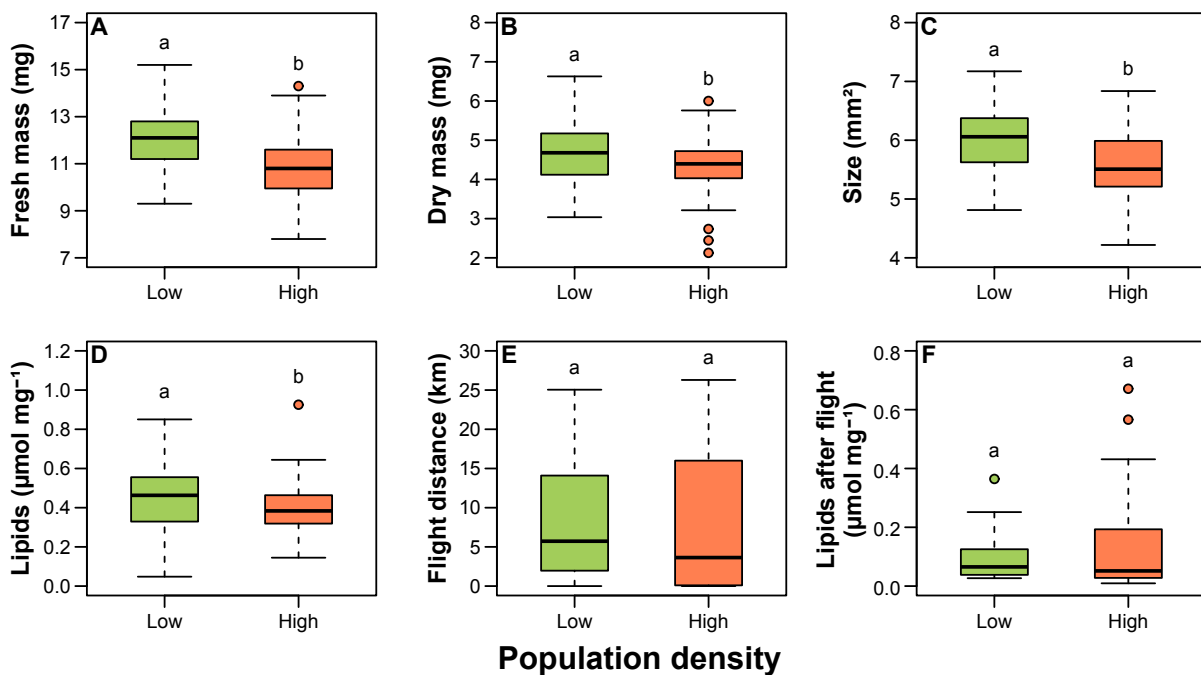 A
Fresh mass (mg)
17
15
13
11
9
7
a
b
Low
High
B
Dry mass (mg)
8
7
6
5
4
3
2
a
b
Low
High
C
Size (mm²)
8
7
6
5
4
a
b
Low
High
D
Lipids (µmol mg⁻¹)
1.2
1.0
0.8
0.6
0.4
0.2
0.0
a
b
Low
High
E
Flight distance (km)
30
25
20
15
10
5
0
a
a
Low
High
F
Lipids after flight
(µmol mg⁻¹)
0.8
0.6
0.4
0.2
0.0
a
a
Low
High
Population density